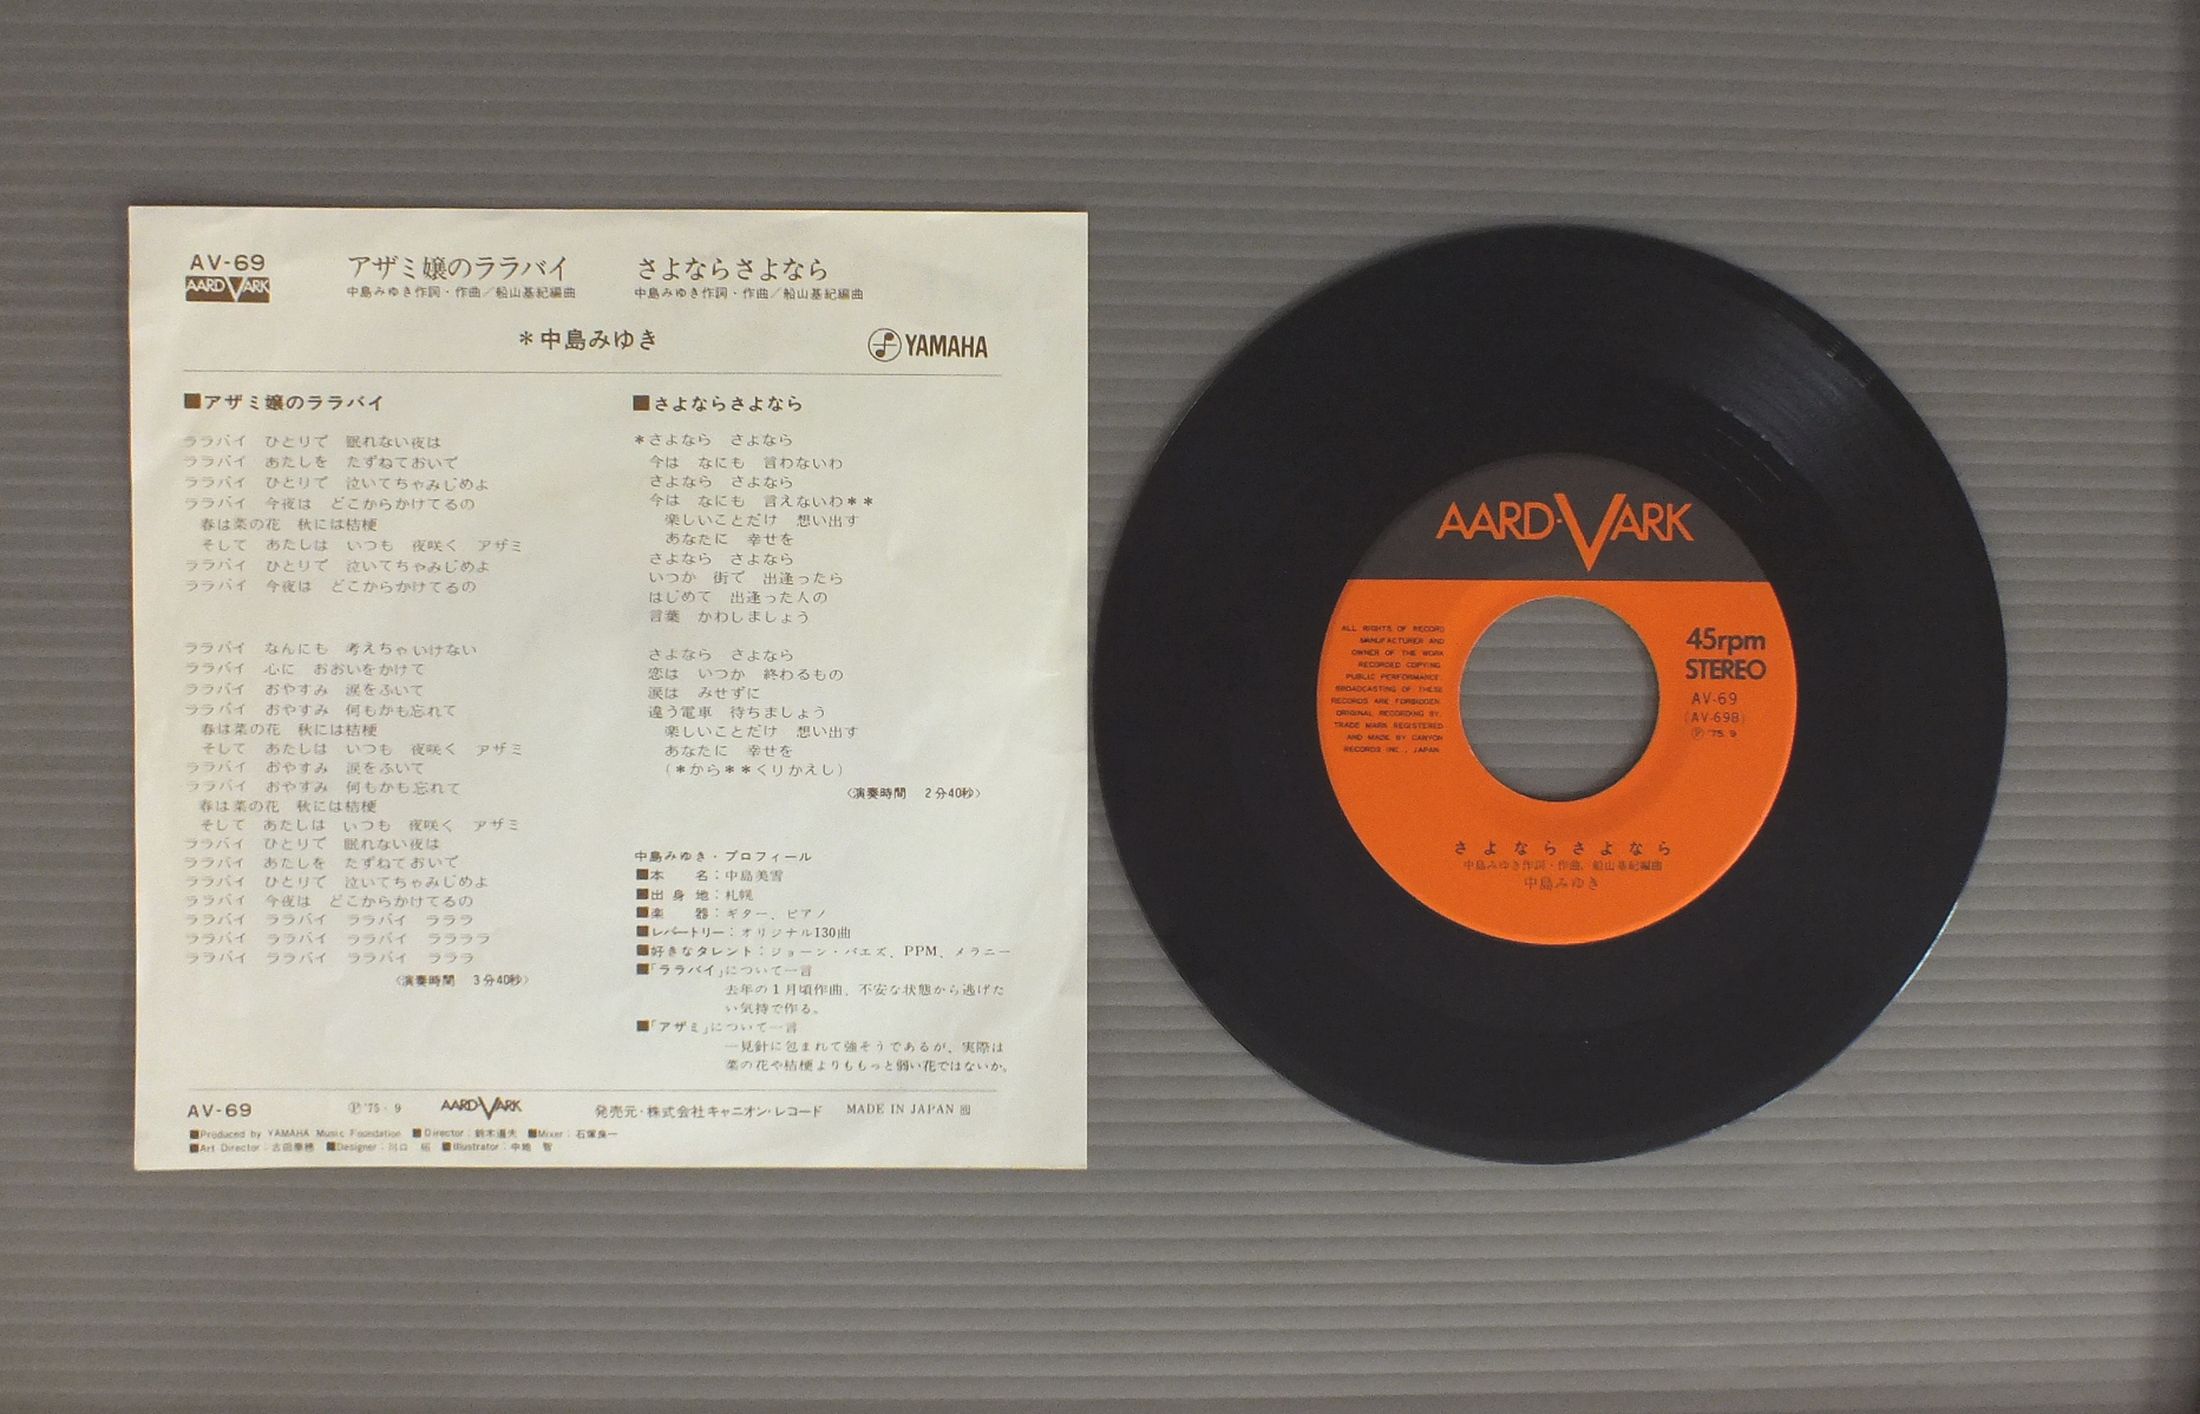 AV-69
AARDVARK
アザミ嬢のララバイ
中島みゆき作詞・作曲/船山基紀編曲
さよならさよなら
中島みゆき作詞・作曲/船山基紀編曲
*中島みゆき
YAMAHA
■アザミ嬢のララバイ
ララバイ ひとりで 眠れない夜は
ララバイ あたしを たずねておいで
ララバイ ひとりで 泣いてちゃみじめよ
ララバイ 今夜は どこからかけてるの
春は菜の花 秋には桔梗
そして あたしは いつも 夜咲く アザミ
ララバイ ひとりで 泣いてちゃみじめよ
ララバイ 今夜は どこからかけてるの
ララバイ なんにも 考えちゃいけない
ララバイ 心に おおいをかけて
ララバイ おやすみ 涙をふいて
ララバイ おやすみ 何もかも忘れて
春は菜の花 秋には桔梗
そして あたしは いつも 夜咲く アザミ
ララバイ おやすみ 涙をふいて
ララバイ おやすみ 何もかも忘れて
春は菜の花 秋には桔梗
そして あたしは いつも 夜咲く アザミ
ララバイ ひとりで 眠れない夜は
ララバイ あたしを たずねておいで
ララバイ ひとりで 泣いてちゃみじめよ
ララバイ 今夜は どこからかけてるの
ララバイ ララバイ ララバイ ラララ
ララバイ ララバイ ララバイ ララララ
ララバイ ララバイ ララバイ ラララ
〈演奏時間 3分40秒〉
■さよならさよなら
*さよなら さよなら
今は なにも 言わないわ
さよなら さよなら
今は なにも 言えないわ**
楽しいことだけ 想い出す
あなたに 幸せを
さよなら さよなら
いつか 街で 出逢ったら
はじめて 出逢った人の
言葉 かわしましょう
さよなら さよなら
恋は いつか 終わるもの
涙は みせずに
違う電車 待ちましょう
楽しいことだけ 想い出す
あなたに 幸せを
(*から**くりかえし)
〈演奏時間 2分40秒〉
中島みゆき・プロフィール
■本 名:中島美雪
■出身地:札幌
■楽 器:ギター、ピアノ
■レパートリー:オリジナル130曲
■好きなタレント:ジョーン・バエズ、PPM、メラニー
■「ララバイ」について一言
去年の1月頃作曲、不安な状態から逃げた
い気持で作る。
■「アザミ」について一言
一見針に包まれて強そうであるが、実際は
菜の花や桔梗よりももっと弱い花ではないか。
AV-69
Ⓟ'75・9
AARDVARK
発売元・株式会社キャニオン・レコード
MADE IN JAPAN
■Produced by YAMAHA Music Foundation ■Director:鈴木道夫 ■Mixer:石塚良一
■Art Director: ■Designer:川口 ■Illustrator:中地 智
AARD-VARK
ALL RIGHTS OF RECORD
MANUFACTURER AND
OWNER OF THE WORK
RECORDED COPYING,
PUBLIC PERFORMANCE,
BROADCASTING OF THESE
RECORDS ARE FORBIDDEN.
ORIGINAL RECORDING BY,
TRADE MARK REGISTERED
AND MADE BY CANYON
RECORDS INC., JAPAN.
45rpm
STEREO
AV-69
(AV-69B)
Ⓟ'75.9
さよならさよなら
中島みゆき作詞・作曲/船山基紀編曲
中島みゆき